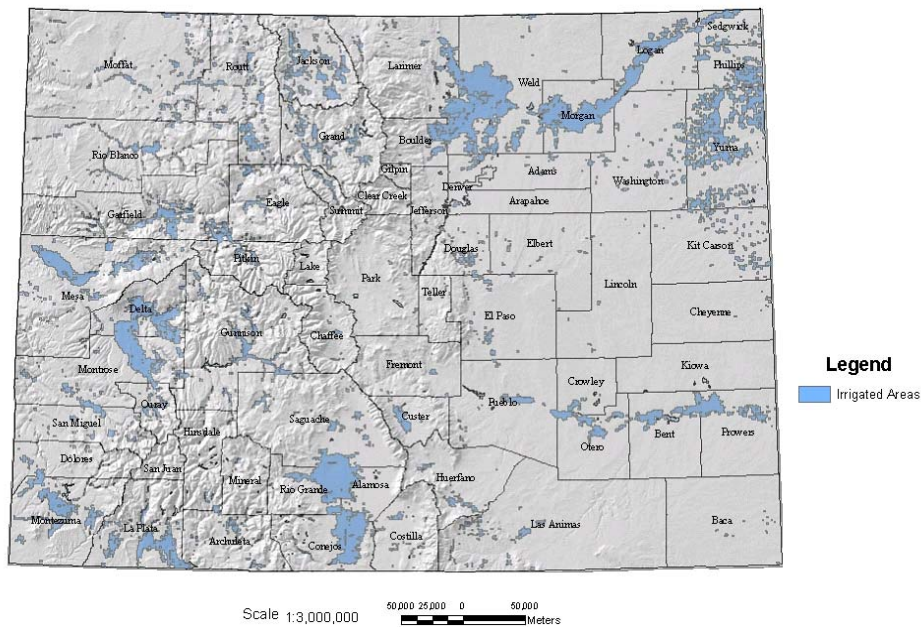 Sedgwick
Logan
Moffat
Routt
Jackson
Larimer
Phillips
Weld
Morgan
Grand
Boulder
Yuma
Rio Blanco
Gilpin
Adams
Washington
Denver
Eagle
Clear Creek
Arapahoe
Garfield
Summit
Jefferson
Kit Carson
Douglas
Elbert
Pitkin
Lake
Park
Lincoln
Mesa
Teller
Delta
El Paso
Cheyenne
Gunnison
Chaffee
Fremont
Montrose
Kiowa
Crowley
Ouray
Pueblo
Custer
Saguache
San Miguel
Hinsdale
Bent
Prowers
Otero
Dolores
San Juan
Mineral
Rio Grande
Alamosa
Huerfano
Montezuma
La Plata
Las Animas
Baca
Archuleta
Conejos
Costilla
Legend
Irrigated Areas
Scale 1:3,000,000
50,000 25,000 0 50,000
Meters